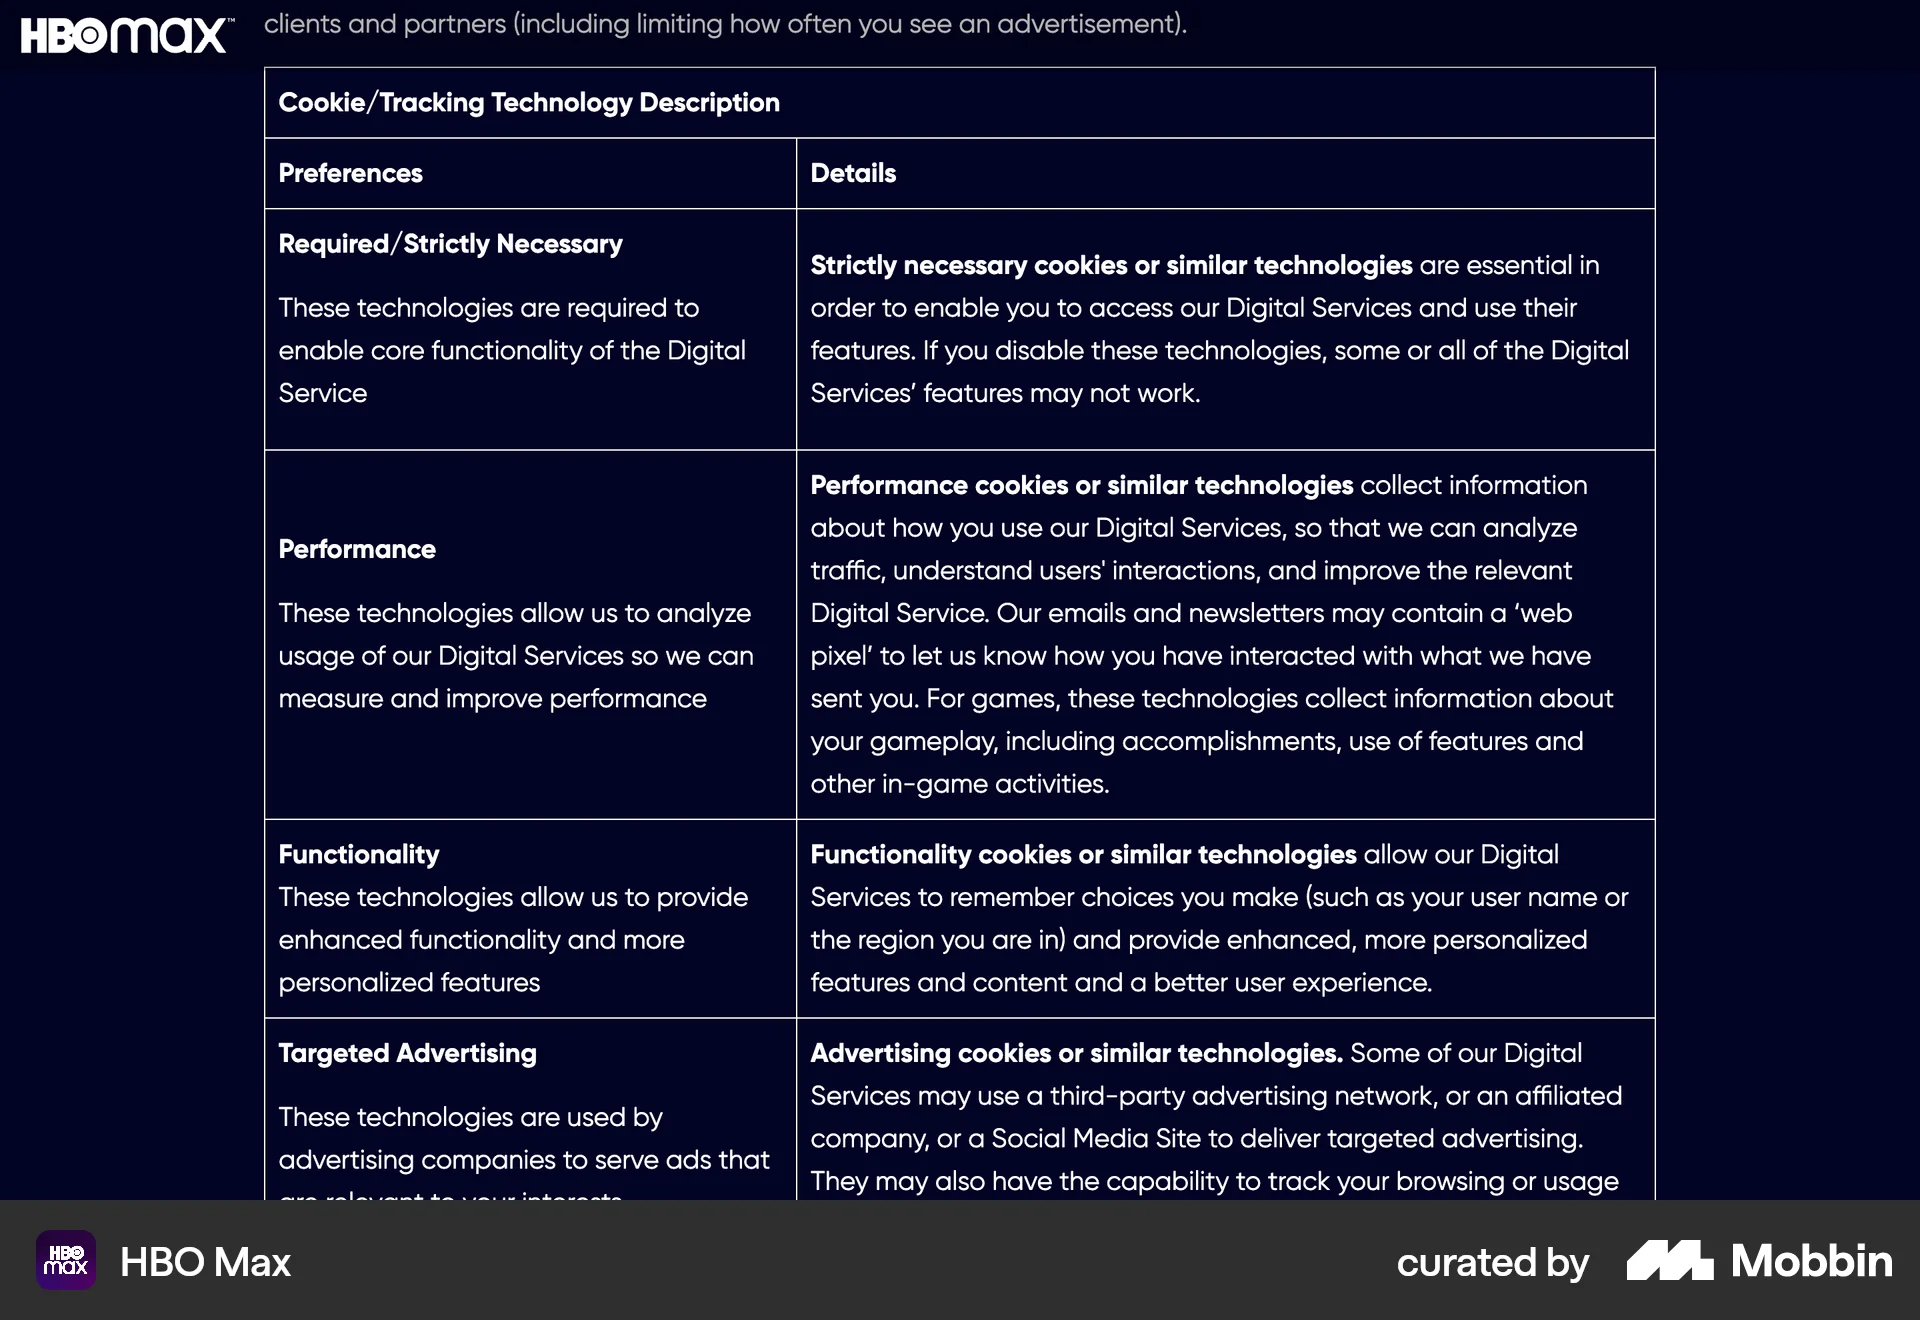 HBOmax™
clients and partners (including limiting how often you see an advertisement).
Cookie/Tracking Technology Description
Preferences
Details
Required/Strictly Necessary
These technologies are required to
enable core functionality of the Digital
Service
Strictly necessary cookies or similar technologies are essential in
order to enable you to access our Digital Services and use their
features. If you disable these technologies, some or all of the Digital
Services’ features may not work.
Performance
These technologies allow us to analyze
usage of our Digital Services so we can
measure and improve performance
Performance cookies or similar technologies collect information
about how you use our Digital Services, so that we can analyze
traffic, understand users' interactions, and improve the relevant
Digital Service. Our emails and newsletters may contain a ‘web
pixel’ to let us know how you have interacted with what we have
sent you. For games, these technologies collect information about
your gameplay, including accomplishments, use of features and
other in-game activities.
Functionality
These technologies allow us to provide
enhanced functionality and more
personalized features
Functionality cookies or similar technologies allow our Digital
Services to remember choices you make (such as your user name or
the region you are in) and provide enhanced, more personalized
features and content and a better user experience.
Targeted Advertising
These technologies are used by
advertising companies to serve ads that
are relevant to your interests
Advertising cookies or similar technologies. Some of our Digital
Services may use a third-party advertising network, or an affiliated
company, or a Social Media Site to deliver targeted advertising.
They may also have the capability to track your browsing or usage
HBO
max
HBO Max
curated by
Mobbin